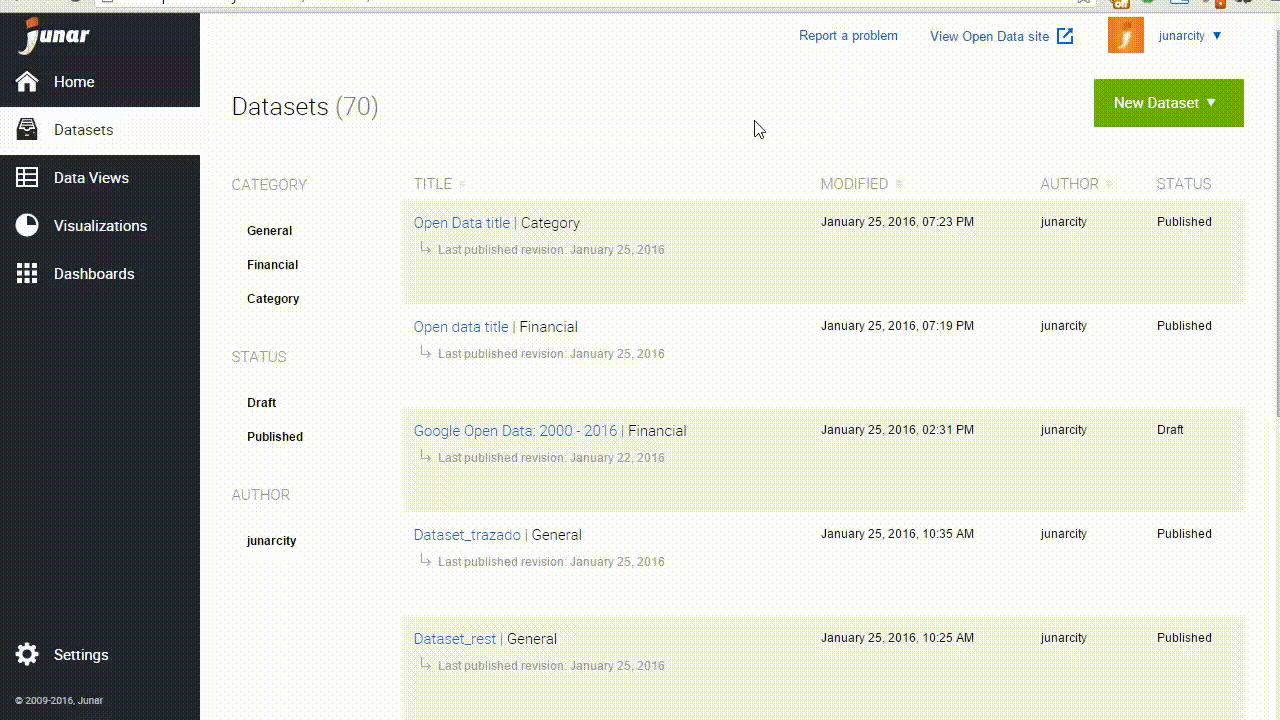 junar
Report a problem
View Open Data site
junarcity ▼
Home
Datasets
Data Views
Visualizations
Dashboards
Settings
© 2009-2016, Junar
Datasets (70)
New Dataset ▼
CATEGORY
General
Financial
Category
STATUS
Draft
Published
AUTHOR
junarcity
TITLE MODIFIED AUTHOR STATUS
Open Data title | Category January 25, 2016, 07:23 PM junarcity Published
Last published revision: January 25, 2016
Open data title | Financial January 25, 2016, 07:19 PM junarcity Published
Last published revision: January 25, 2016
Google Open Data: 2000 - 2016 | Financial January 25, 2016, 02:31 PM junarcity Draft
Last published revision: January 22, 2016
Dataset_trazado | General January 25, 2016, 10:35 AM junarcity Published
Last published revision: January 25, 2016
Dataset_rest | General January 25, 2016, 10:25 AM junarcity Published
Last published revision: January 25, 2016